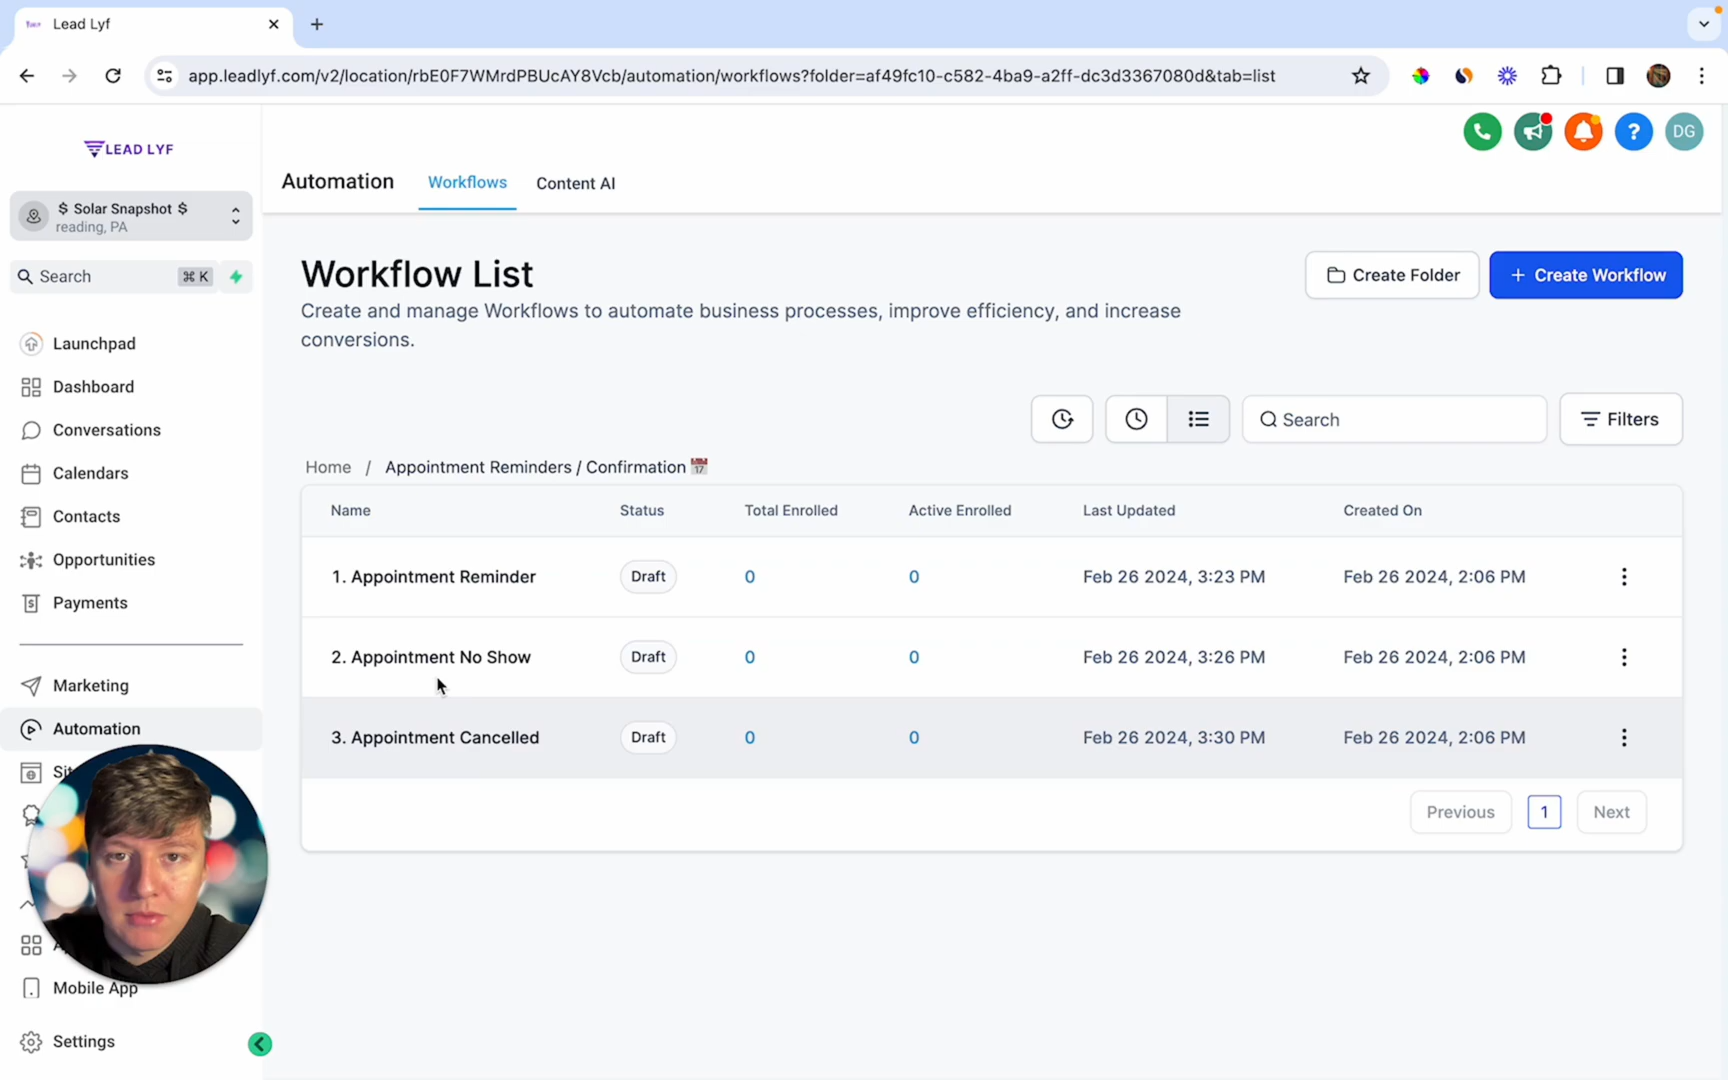 Lead Lyf
app.leadlyf.com/v2/location/rbE0F7WMrdPBUcAY8Vcb/automation/workflows?folder=af49fc10-c582-4ba9-a2ff-dc3d3367080d&tab=list
LEAD LYF
$ Solar Snapshot $
reading, PA
Search ⌘ K
Launchpad
Dashboard
Conversations
Calendars
Contacts
Opportunities
Payments
Marketing
Automation
Mobile App
Settings
Automation Workflows Content AI
DG
Workflow List
Create and manage Workflows to automate business processes, improve efficiency, and increase
conversions.
Create Folder
+ Create Workflow
Search
Filters
Home / Appointment Reminders / Confirmation 📅
Name Status Total Enrolled Active Enrolled Last Updated Created On
1. Appointment Reminder Draft 0 0 Feb 26 2024, 3:23 PM Feb 26 2024, 2:06 PM
2. Appointment No Show Draft 0 0 Feb 26 2024, 3:26 PM Feb 26 2024, 2:06 PM
3. Appointment Cancelled Draft 0 0 Feb 26 2024, 3:30 PM Feb 26 2024, 2:06 PM
Previous 1 Next